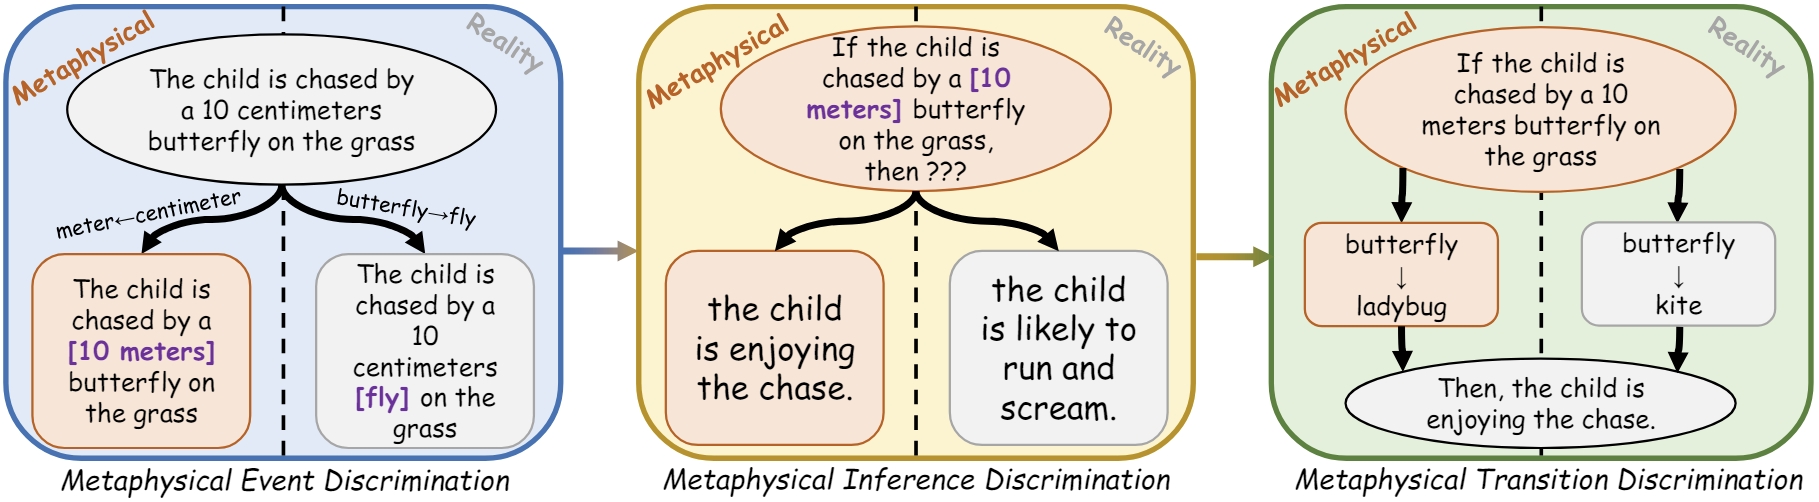 Metaphysical
Reality
The child is chased by
a 10 centimeters
butterfly on the grass
meter←centimeter
butterfly→fly
The child is
chased by a
[10 meters]
butterfly on
the grass
The child is
chased by a
10
centimeters
[fly] on the
grass
Metaphysical Event Discrimination
Metaphysical
Reality
If the child is
chased by a [10
meters] butterfly
on the grass,
then ???
the child
is enjoying
the chase.
the child
is likely to
run and
scream.
Metaphysical Inference Discrimination
Metaphysical
Reality
If the child is
chased by a 10
meters butterfly on
the grass
butterfly
↓
ladybug
butterfly
↓
kite
Then, the child is
enjoying the chase.
Metaphysical Transition Discrimination